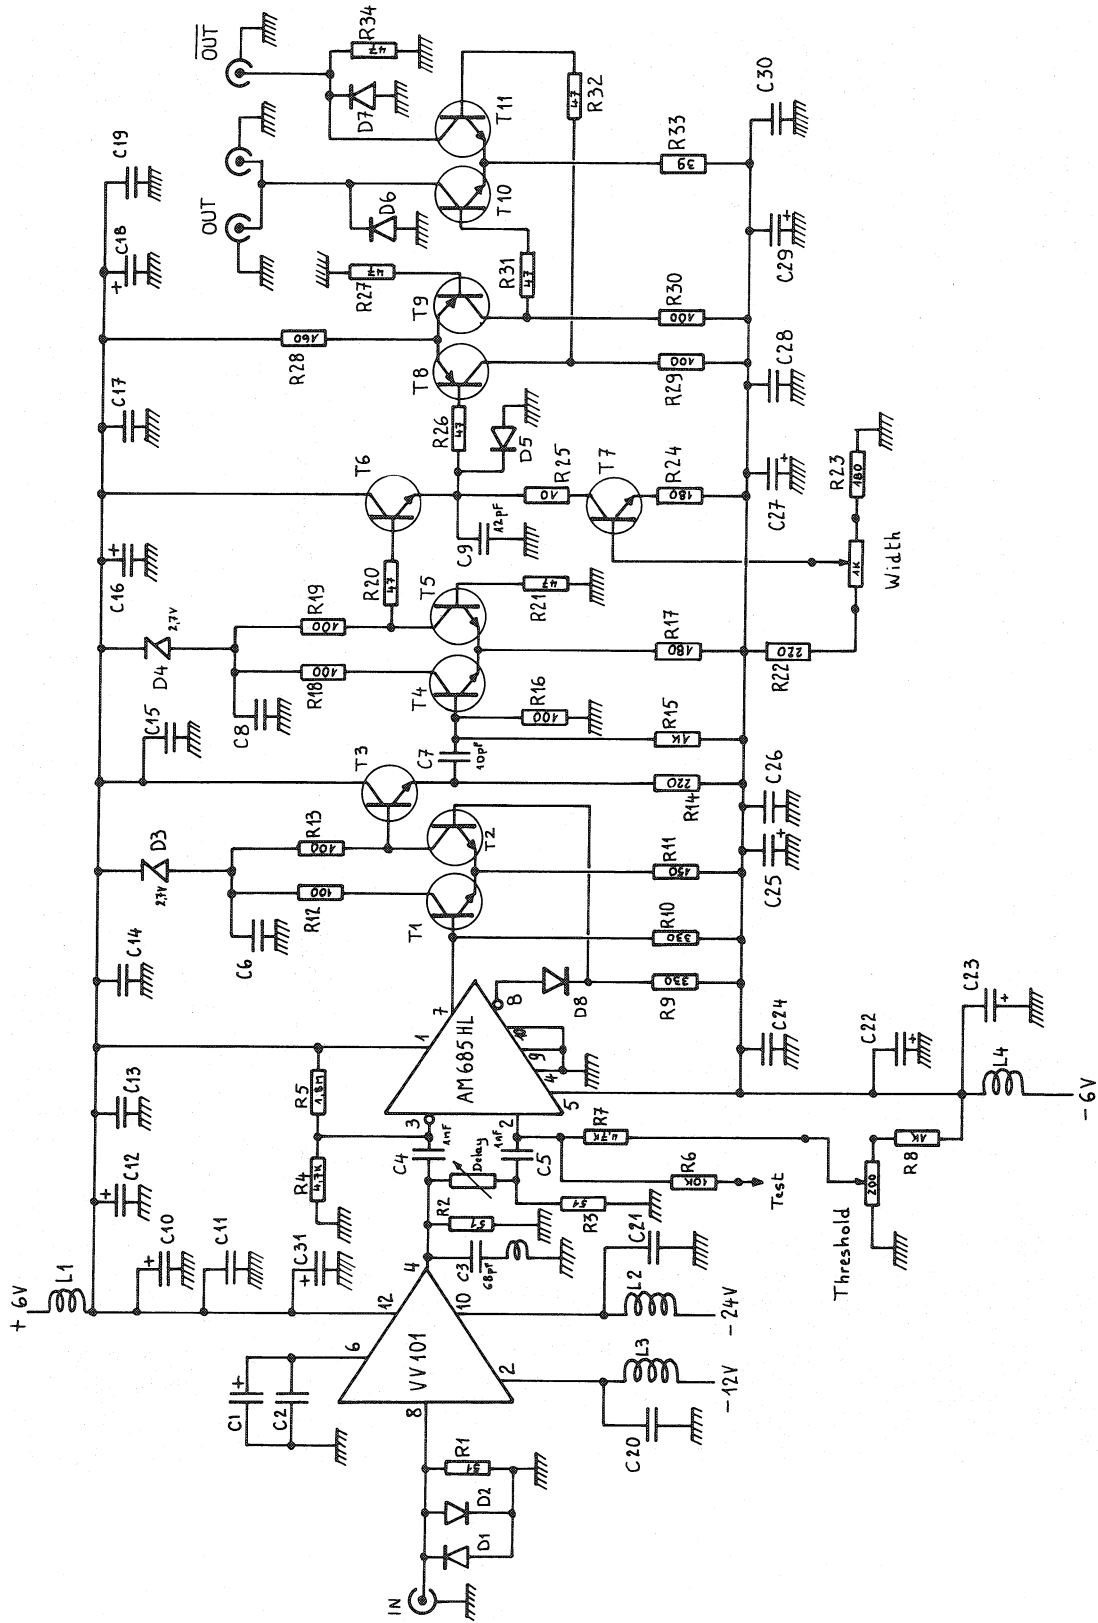 +6V
L1
C12
C13
C14
D3
2,7V
C15
D4
2,7V
C16
C17
C18
+
C19
OUT
OUT
R34
47
D7
T11
R32
47
C30
C1
+
C2
C10
+
C11
C31
+
R4
4,7K
R5
1,8M
C6
R12
100
R13
100
T3
C8
R18
100
R19
100
R20
47
T6
R28
160
R27
47
D6
T10
R33
39
IN
D1
D2
R1
51
8
VV101
6
12
4
10
2
R2
51
C3
68pF
C4
1nF
Delay
1nF
C5
R3
51
3
2
AM685HL
1
7
8
10
9
4
5
D8
R9
330
R10
330
T1
T2
R11
150
R14
220
C7
10pF
R15
1K
R16
100
T4
T5
R17
180
R21
47
C9
12pF
R26
47
D5
R25
10
T7
R24
180
T8
T9
R29
100
R30
100
R31
47
C20
L3
-12V
L2
-24V
C21
R6
10K
Test
R7
4,7K
Threshold
200
R8
1K
L4
-6V
C22
+
C23
+
C24
C25
+
C26
R22
220
1K
Width
R23
180
C27
+
C28
C29
+